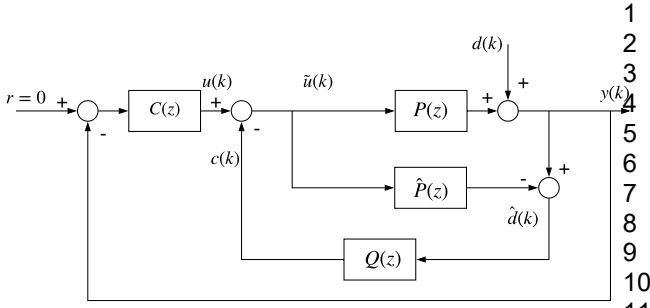 1
2
d(k)
3
u(k) ũ(k) +
r = 0 + C(z) + P(z) + y(k) 4
- - 5
c(k) + 6
P̂(z) - 7
d̂(k)
8
Q(z) 9
10